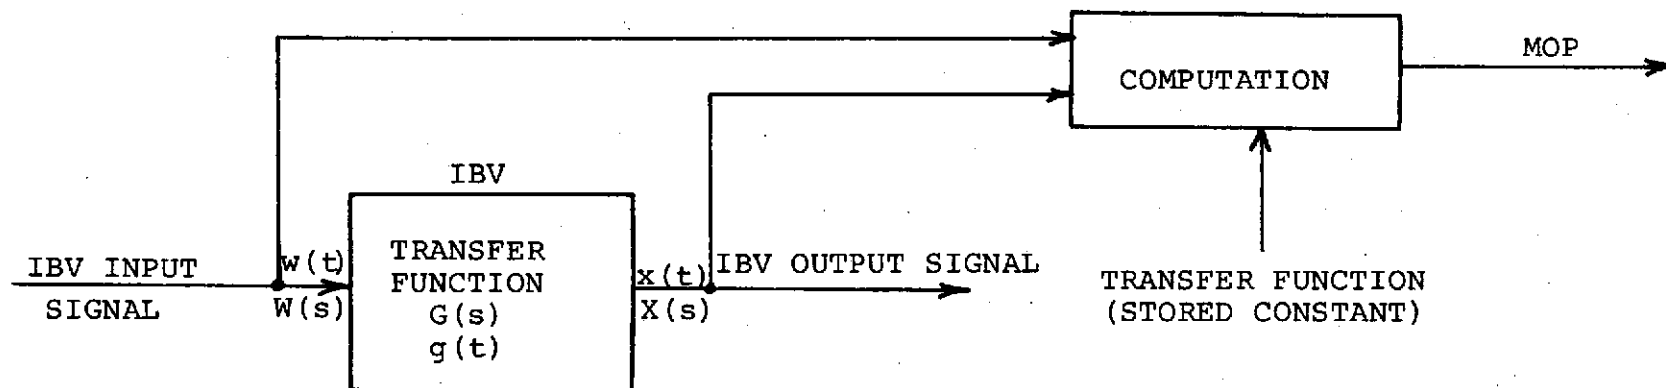 MOP
COMPUTATION
IBV
IBV INPUT
SIGNAL
w(t)
W(s)
TRANSFER
FUNCTION
G(s)
g(t)
x(t)
X(s)
IBV OUTPUT SIGNAL
TRANSFER FUNCTION
(STORED CONSTANT)